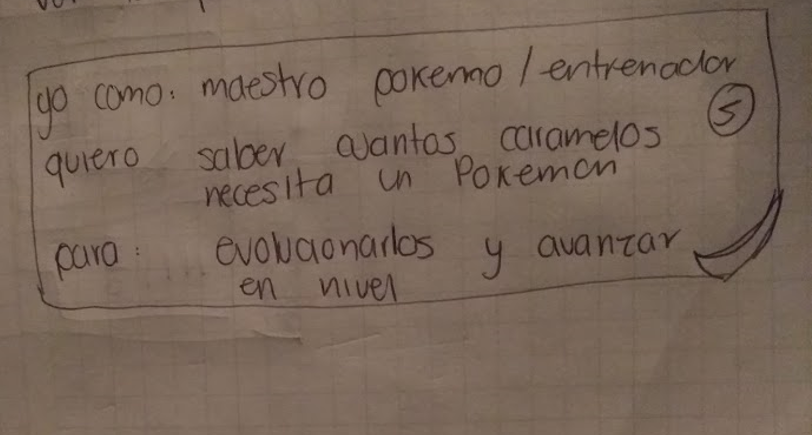 yo como: maestro pokemo / entrenador
quiero saber cuantos caramelos
necesita un Pokemon
5
para: evolucionarlos y avanzar
en nivel